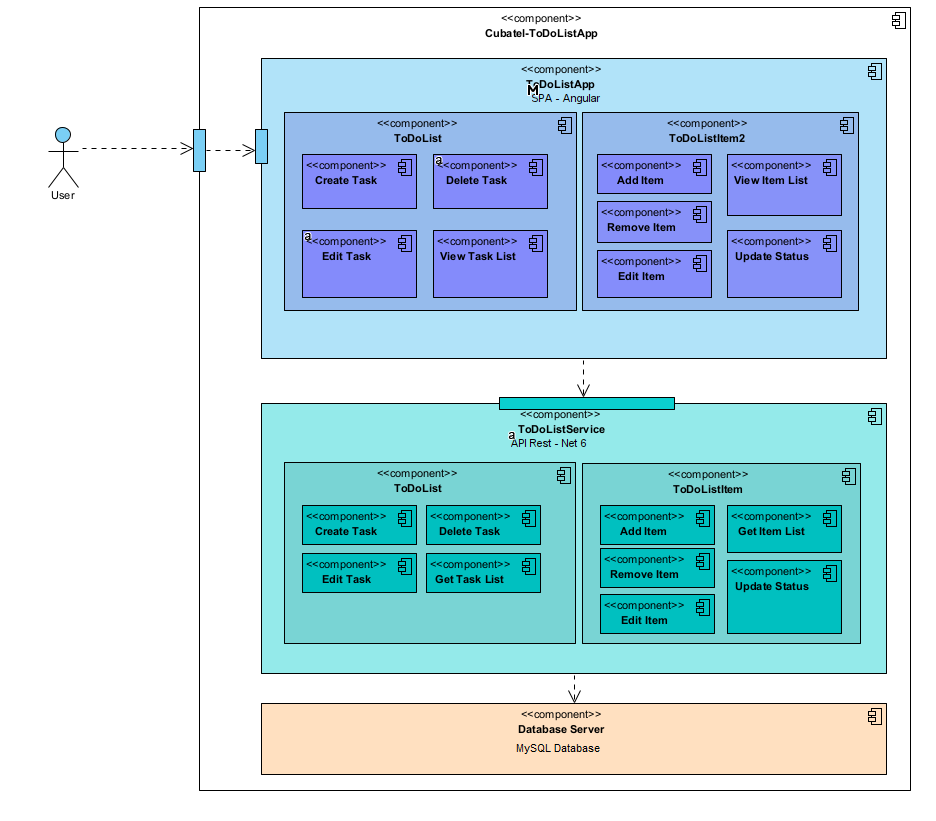 <<component>>
Cubatel-ToDoListApp
<<component>>
ToDoListApp
M
SPA - Angular
<<component>>
ToDoList
<<component>>
Create Task
a
<<component>>
Delete Task
a
<<component>>
Edit Task
<<component>>
View Task List
<<component>>
ToDoListItem2
<<component>>
Add Item
<<component>>
View Item List
<<component>>
Remove Item
<<component>>
Update Status
<<component>>
Edit Item
User
<<component>>
ToDoListService
a
API Rest - Net 6
<<component>>
ToDoList
<<component>>
Create Task
<<component>>
Delete Task
<<component>>
Edit Task
<<component>>
Get Task List
<<component>>
ToDoListItem
<<component>>
Add Item
<<component>>
Get Item List
<<component>>
Remove Item
<<component>>
Update Status
<<component>>
Edit Item
<<component>>
Database Server
MySQL Database